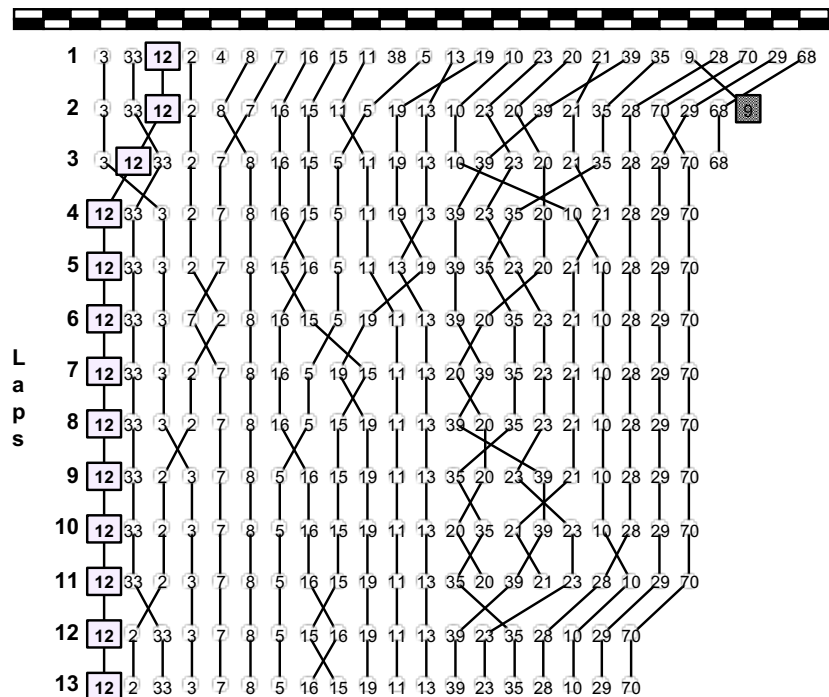 1 3 33 12 2 4 8 7 16 15 11 38 5 13 19 10 23 20 21 39 35 9 28 70 29 68
2 3 33 12 2 8 7 16 15 11 5 19 13 10 23 20 39 21 35 28 70 29 68 9
3 3 12 33 2 7 8 16 15 5 11 19 13 10 39 23 20 21 35 28 29 70 68
4 12 33 3 2 7 8 16 15 5 11 19 13 39 23 35 20 10 21 28 29 70
5 12 33 3 2 7 8 15 16 5 11 13 19 39 35 23 20 21 10 28 29 70
6 12 33 3 7 2 8 16 15 5 19 11 13 39 20 35 23 21 10 28 29 70
Laps
7 12 33 3 2 7 8 16 5 19 15 11 13 20 39 35 23 21 10 28 29 70
8 12 33 3 2 7 8 16 5 15 19 11 13 39 20 35 23 21 10 28 29 70
9 12 33 2 3 7 8 5 16 15 19 11 13 35 20 23 39 21 10 28 29 70
10 12 33 2 3 7 8 5 16 15 19 11 13 20 35 21 39 23 10 28 29 70
11 12 33 2 3 7 8 5 16 15 19 11 13 35 20 39 21 23 28 10 29 70
12 12 2 33 3 7 8 5 15 16 19 11 13 39 23 35 28 10 29 70
13 12 2 33 3 7 8 5 16 15 19 11 13 39 23 35 28 10 29 70